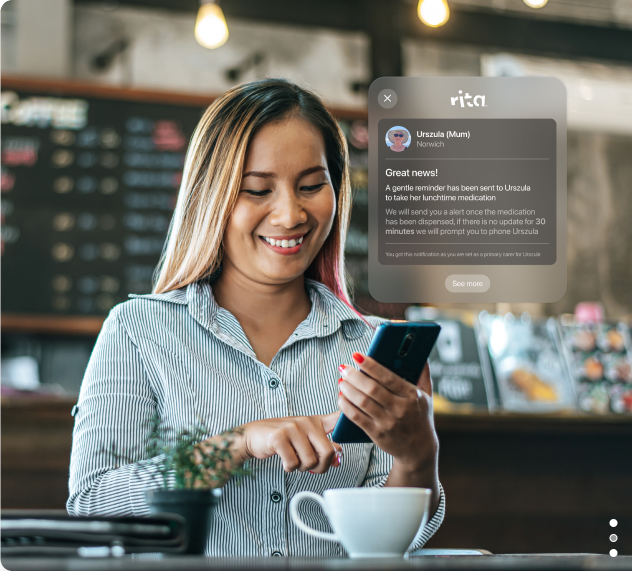 COFFEE
rita
Urszula (Mum)
Norwich
Great news!
A gentle reminder has been sent to Urszula
to take her lunchtime medication
We will send you a alert once the medication
has been dispensed, if there is no update for 30
minutes we will prompt you to phone Urszula
You got this notification as you are set as a primary carer for Urszula
See more